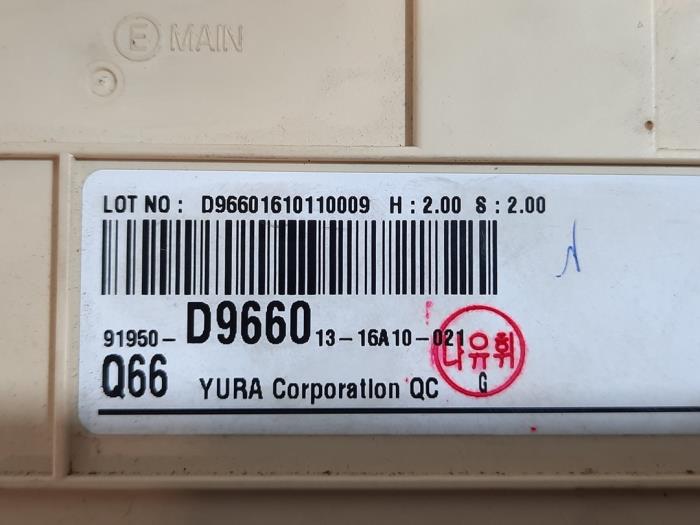 E MAIN
LOT NO : D96601610110009 H : 2.00 S : 2.00
91950-D9660 13-16A10-021
나유휘
Q66 YURA Corporation QC G